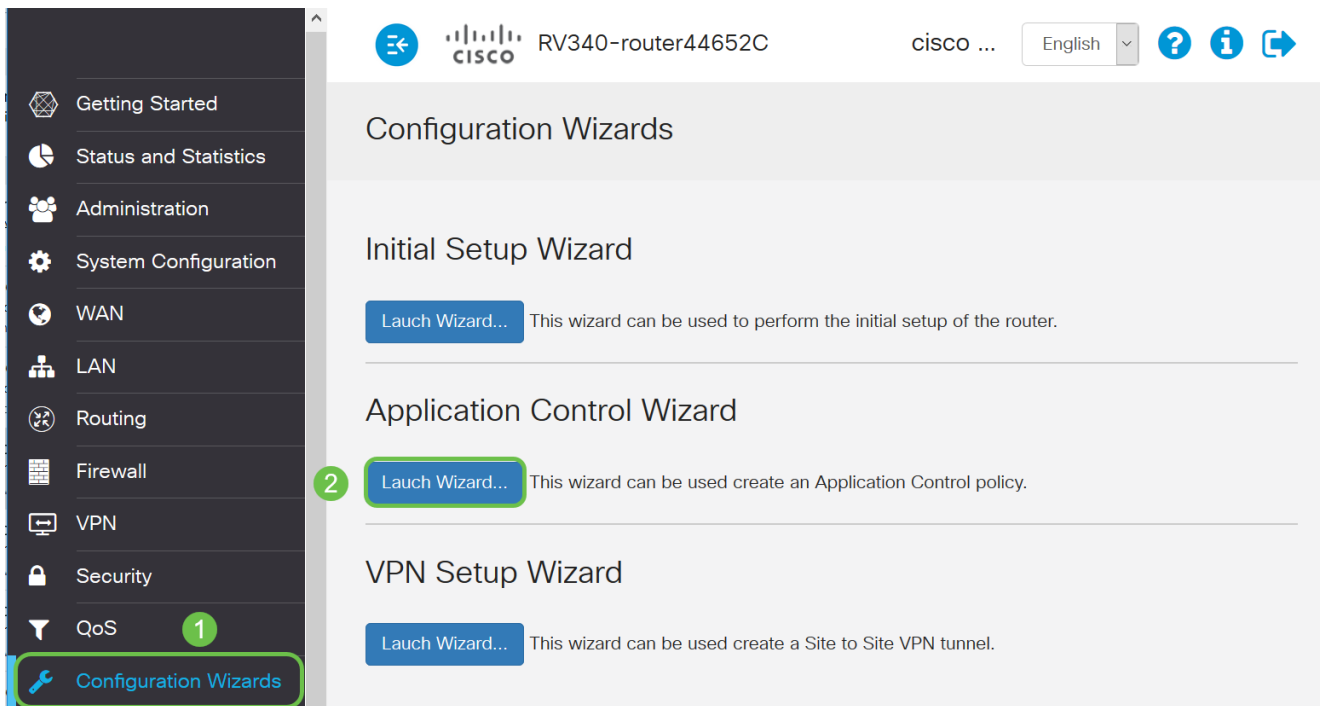 cisco
RV340-router44652C
cisco ...
English
Getting Started
Status and Statistics
Administration
System Configuration
WAN
LAN
Routing
Firewall
VPN
Security
QoS
1
Configuration Wizards
Configuration Wizards
Initial Setup Wizard
Lauch Wizard... This wizard can be used to perform the initial setup of the router.
Application Control Wizard
2
Lauch Wizard... This wizard can be used create an Application Control policy.
VPN Setup Wizard
Lauch Wizard... This wizard can be used create a Site to Site VPN tunnel.